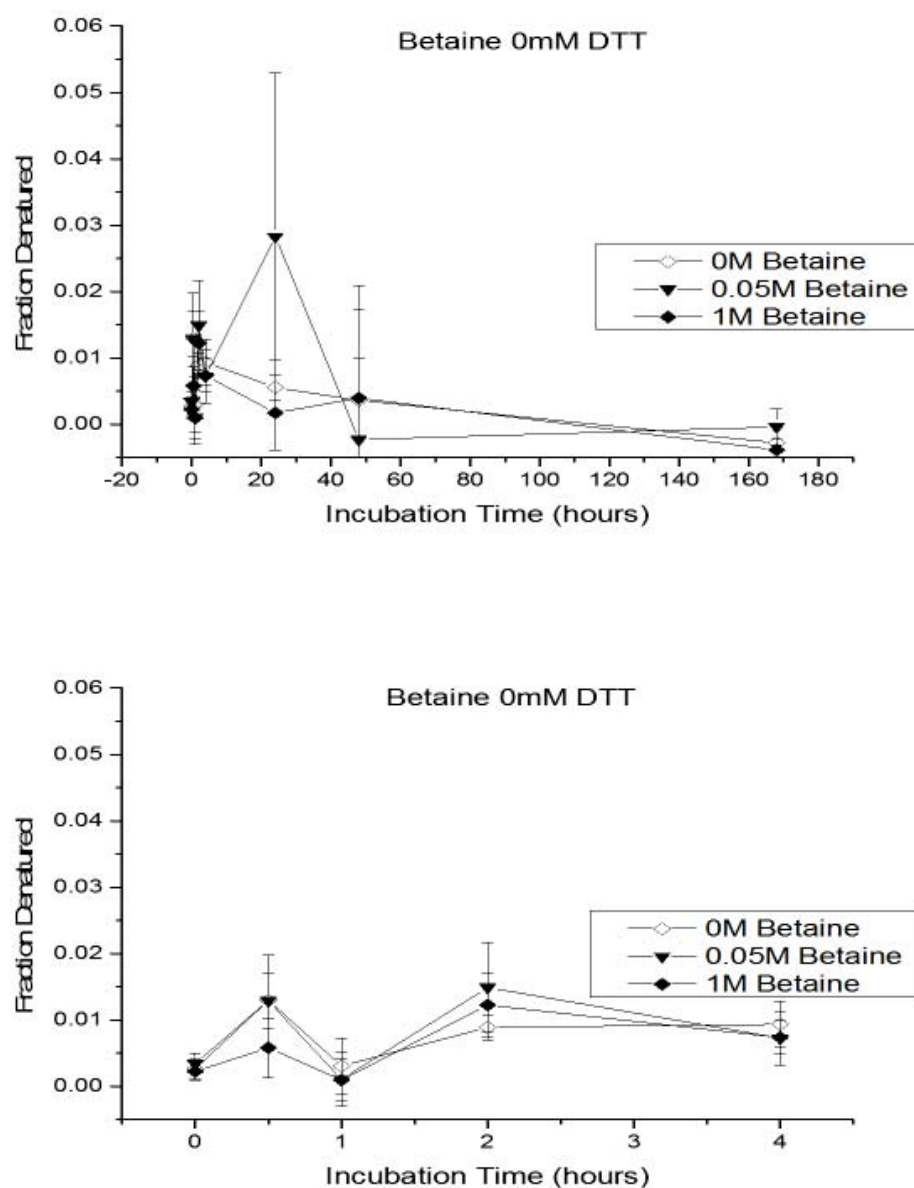 Betaine 0mM DTT
0.06
0.05
0.04
0.03
0.02
0.01
0.00
Fraction Denatured
0M Betaine
0.05M Betaine
1M Betaine
-20 0 20 40 60 80 100 120 140 160 180
Incubation Time (hours)
Betaine 0mM DTT
0.06
0.05
0.04
0.03
0.02
0.01
0.00
Fraction Denatured
0M Betaine
0.05M Betaine
1M Betaine
0 1 2 3 4
Incubation Time (hours)